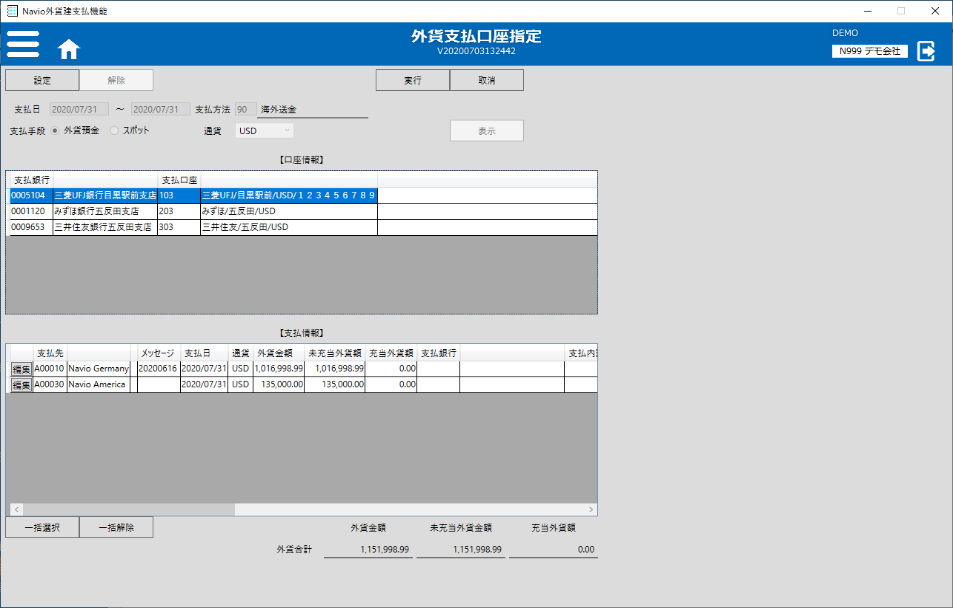 Navio外貨建支払機能
外貨支払口座指定
V20200703132442
DEMO
N999 デモ会社
設定 解除 実行 取消
支払日 2020/07/31 ～ 2020/07/31 支払方法 90 海外送金
支払手段 外貨預金 スポット 通貨 USD 表示
【口座情報】
支払銀行 支払口座
0005104 三菱UFJ銀行目黒駅前支店 103 三菱UFJ/目黒駅前/USD/１２３４５６７８９
0001120 みずほ銀行五反田支店 203 みずほ/五反田/USD
0009653 三井住友銀行五反田支店 303 三井住友/五反田/USD
【支払情報】
支払先 メッセージ 支払日 通貨 外貨金額 未充当外貨額 充当外貨額 支払銀行 支払内
編集 A00010 Navio Germany 20200616 2020/07/31 USD 1,016,998.99 1,016,998.99 0.00
編集 A00030 Navio America 2020/07/31 USD 135,000.00 135,000.00 0.00
一括選択 一括解除 外貨金額 未充当外貨金額 充当外貨額
外貨合計 1,151,998.99 1,151,998.99 0.00